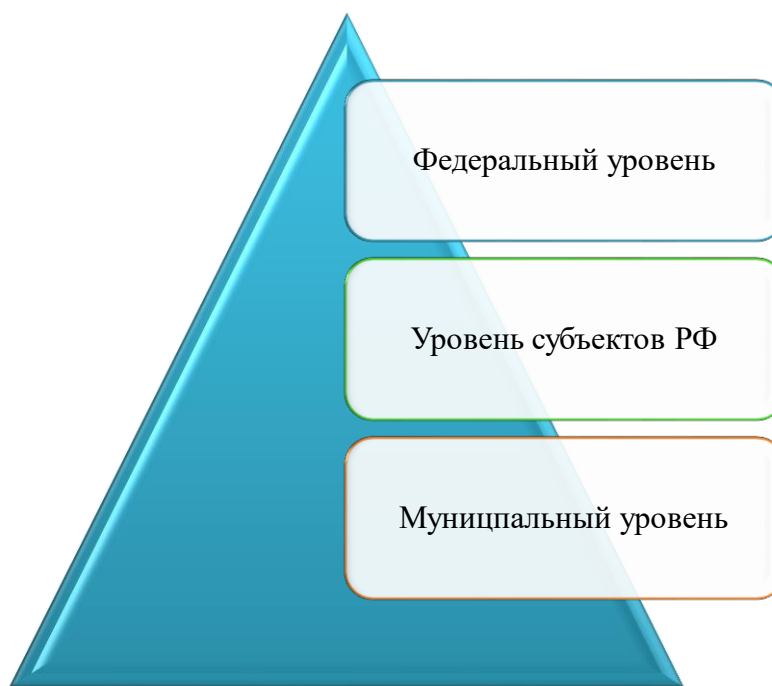 Федеральный уровень
Уровень субъектов РФ
Муницпальный уровень